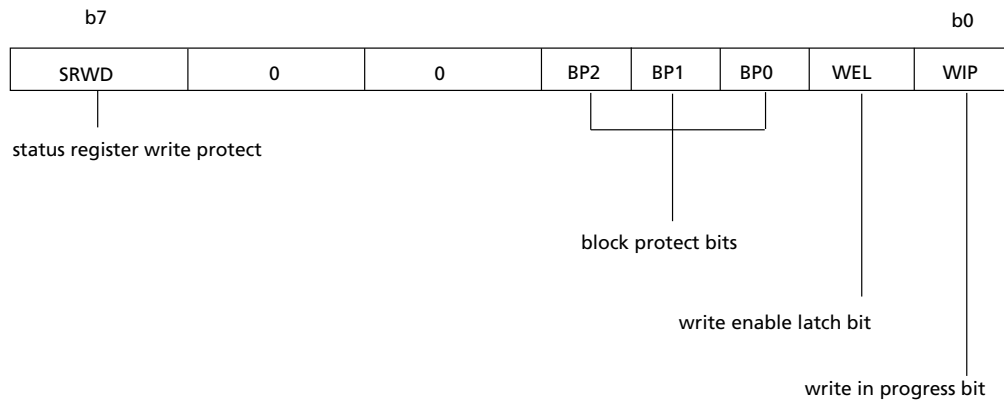 b7 b0
SRWD 0 0 BP2 BP1 BP0 WEL WIP
status register write protect
block protect bits
write enable latch bit
write in progress bit